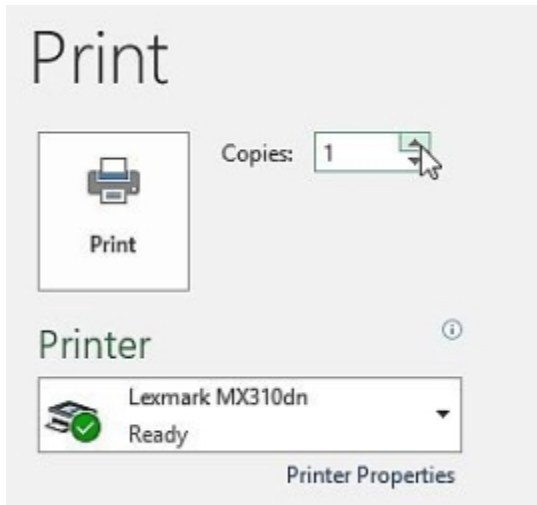 Print
Copies: 1
Print
Printer
Lexmark MX310dn
Ready
Printer Properties